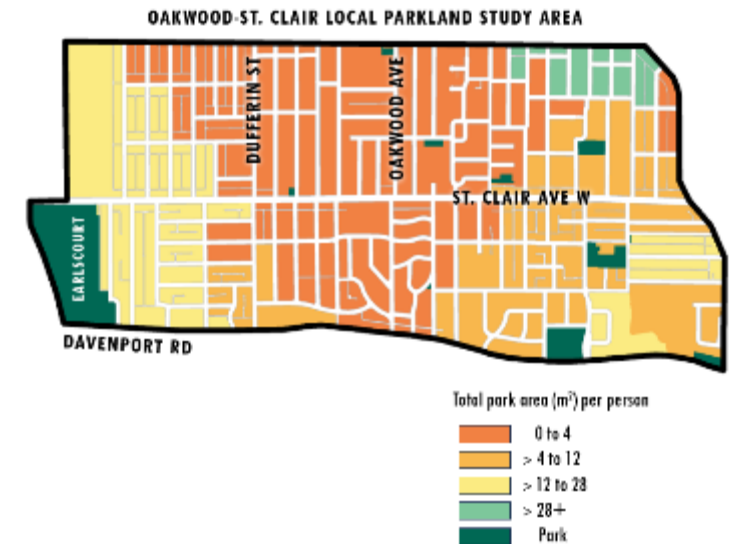 OAKWOOD-ST. CLAIR LOCAL PARKLAND STUDY AREA
DUFFERIN ST
OAKWOOD AVE
ST. CLAIR AVE W
EARLSCOURT
DAVENPORT RD
Total park area (m²) per person
0 to 4
> 4 to 12
> 12 to 28
> 28+
Park